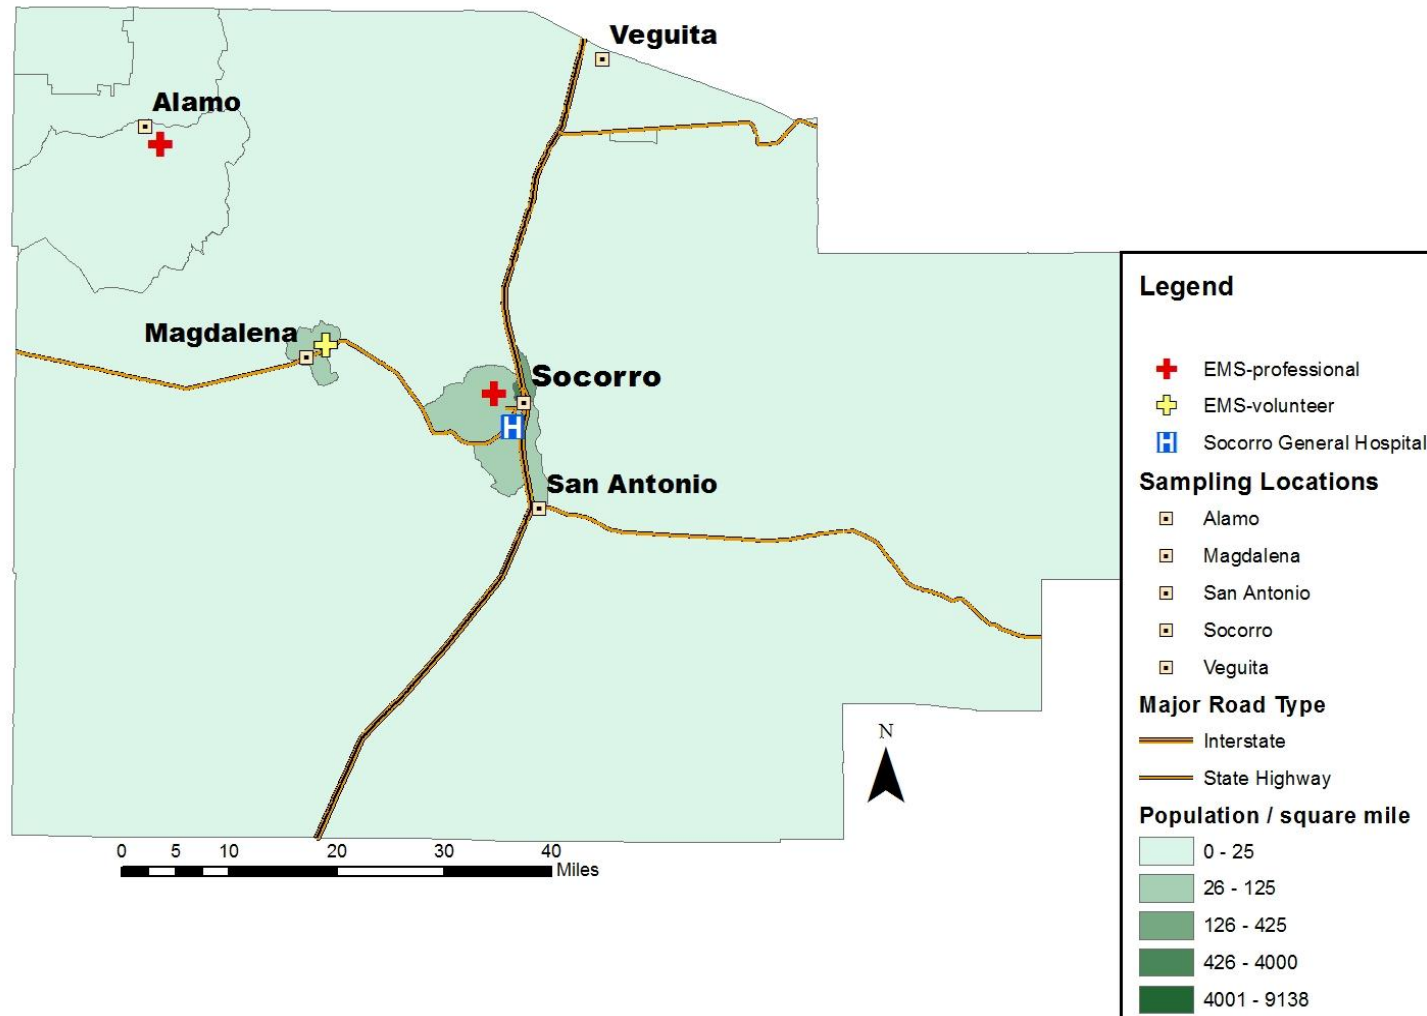 Veguita
Alamo
Magdalena
Socorro
H
San Antonio
N
0 5 10 20 30 40
Miles
Legend
EMS-professional
EMS-volunteer
H Socorro General Hospital
Sampling Locations
Alamo
Magdalena
San Antonio
Socorro
Veguita
Major Road Type
Interstate
State Highway
Population / square mile
0 - 25
26 - 125
126 - 425
426 - 4000
4001 - 9138